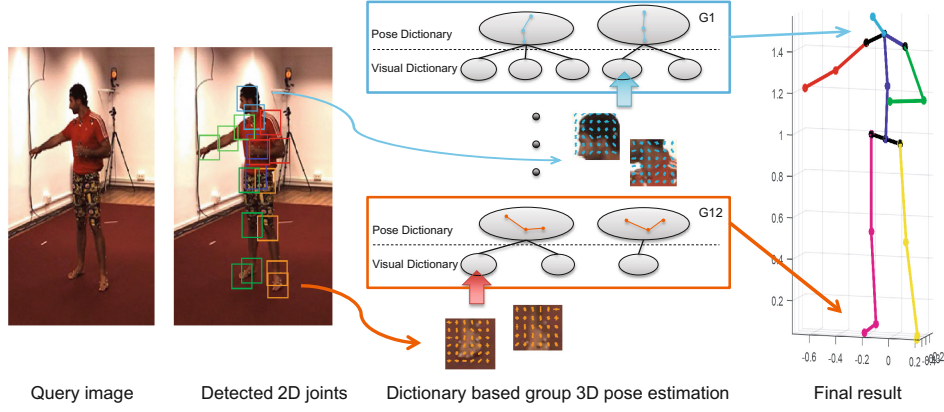 G1
Pose Dictionary
Visual Dictionary
G12
Pose Dictionary
Visual Dictionary
1.4
1.2
1
0.8
0.6
0.4
0.2
-0.6 -0.4 -0.2 0 0.2
Query image
Detected 2D joints
Dictionary based group 3D pose estimation
Final result